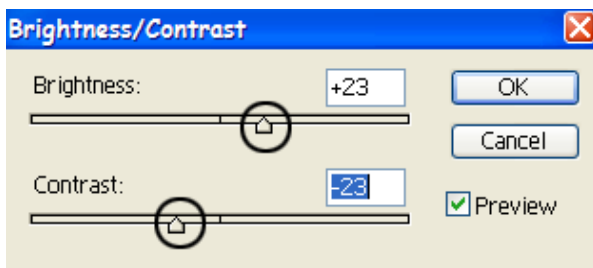 Brightness/Contrast
Brightness: +23
OK
Cancel
Contrast: -23
Preview